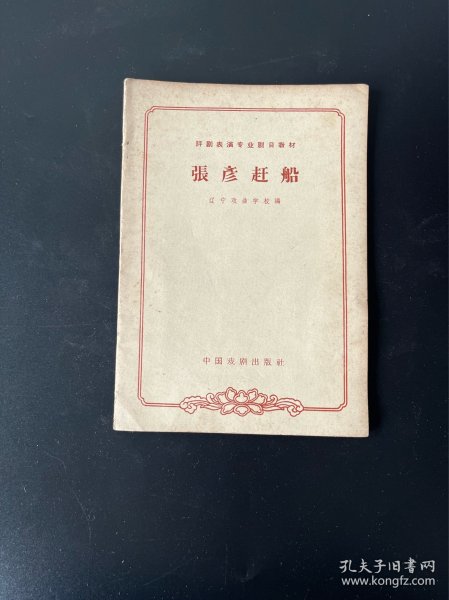 評剧表演专业剧目教材
張彦赶船
辽宁戏曲学校編
中国戏剧出版社
孔夫子旧书网
www.kongfz.com